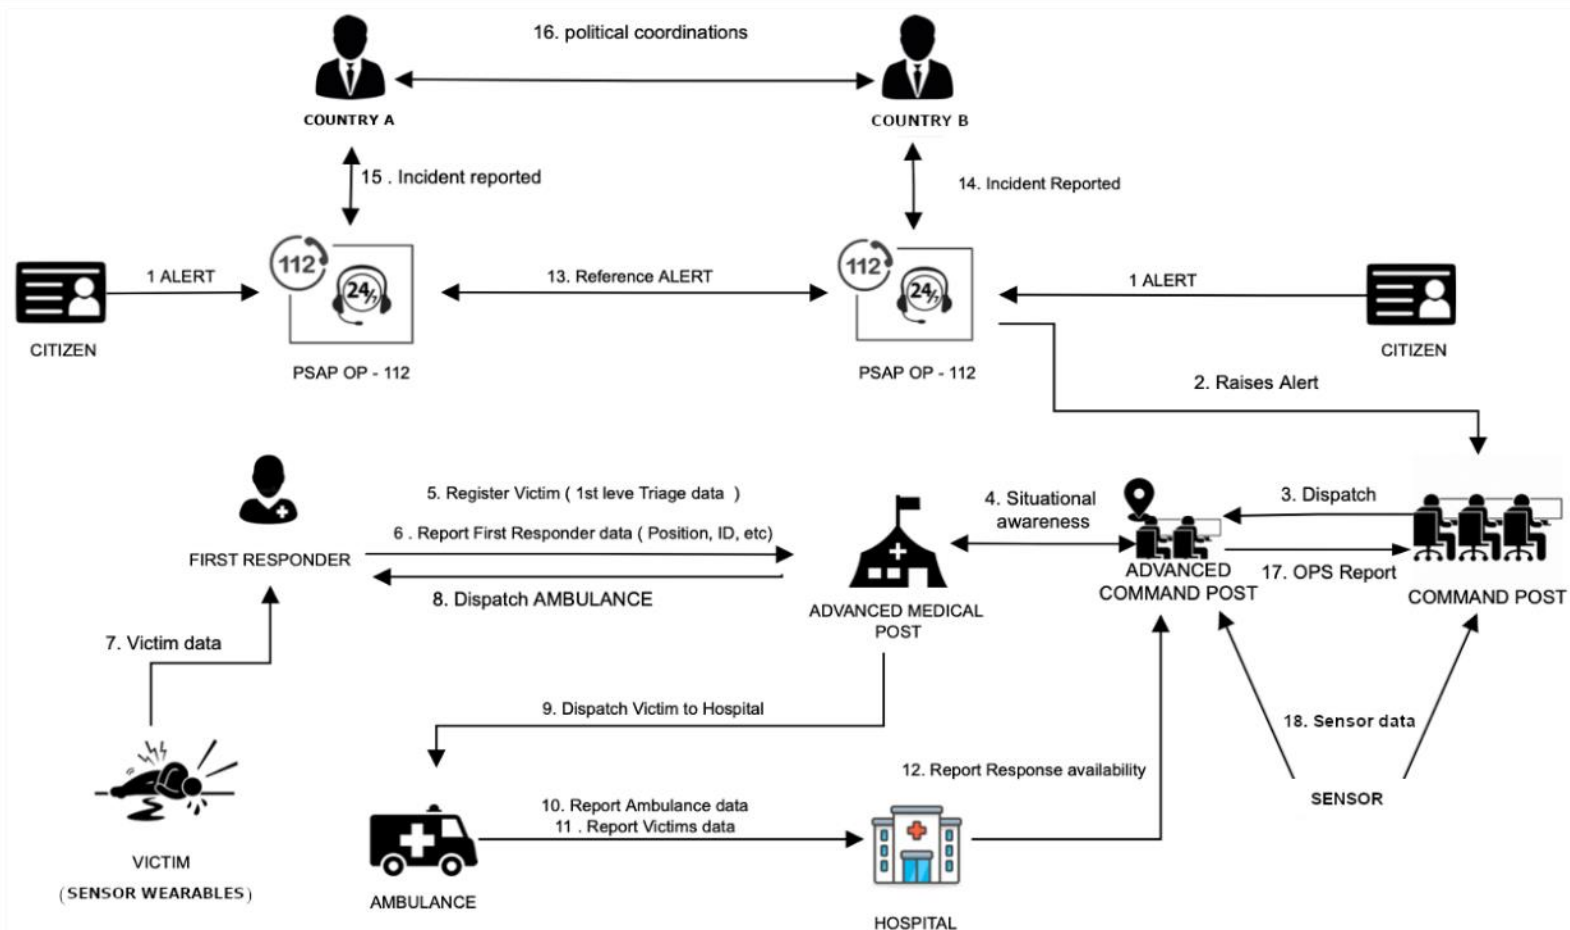 16. political coordinations
COUNTRY A
COUNTRY B
15 . Incident reported
14. Incident Reported
112
24/7
112
24/7
1 ALERT
13. Reference ALERT
1 ALERT
CITIZEN
PSAP OP - 112
PSAP OP - 112
CITIZEN
2. Raises Alert
5. Register Victim ( 1st leve Triage data )
6 . Report First Responder data ( Position, ID, etc)
FIRST RESPONDER
8. Dispatch AMBULANCE
4. Situational
awareness
3. Dispatch
17. OPS Report
ADVANCED
COMMAND POST
COMMAND POST
ADVANCED MEDICAL
POST
7. Victim data
9. Dispatch Victim to Hospital
18. Sensor data
12. Report Response availability
SENSOR
10. Report Ambulance data
11 . Report Victims data
VICTIM
(SENSOR WEARABLES)
AMBULANCE
HOSPITAL